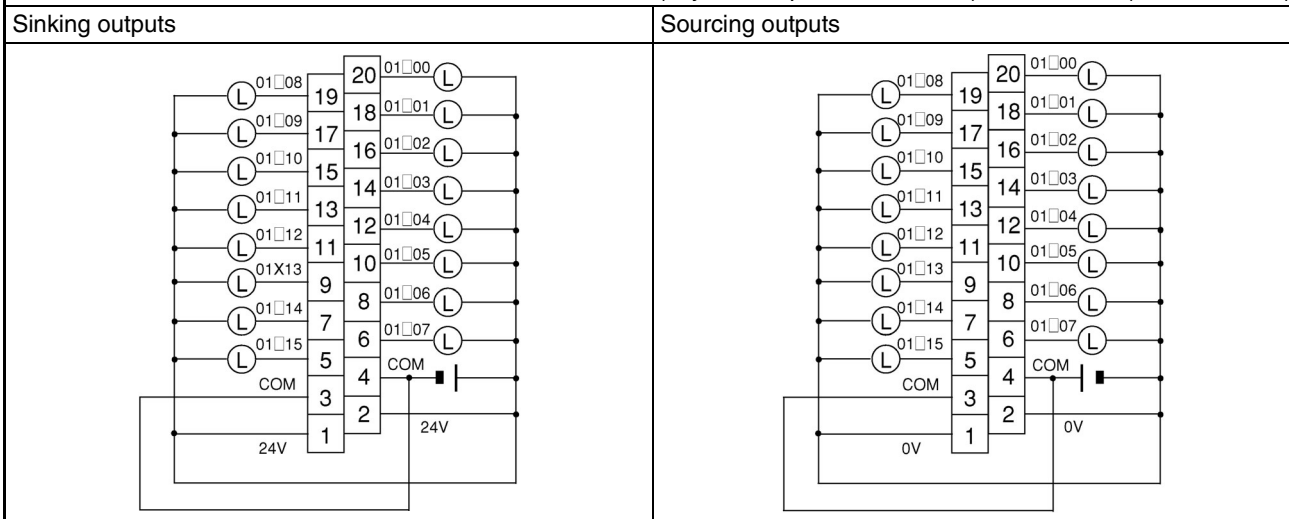 Sinking outputs
Sourcing outputs
20 01□00 L
L 01□08 19
18 01□01 L
L 01□09 17
16 01□02 L
L 01□10 15
14 01□03 L
L 01□11 13
12 01□04 L
L 01□12 11
10 01□05 L
L 01X13 9
8 01□06 L
L 01□14 7
6 01□07 L
L 01□15 5
4 COM
COM 3
2 24V
24V 1
20 01□00 L
L 01□08 19
18 01□01 L
L 01□09 17
16 01□02 L
L 01□10 15
14 01□03 L
L 01□11 13
12 01□04 L
L 01□12 11
10 01□05 L
L 01□13 9
8 01□06 L
L 01□14 7
6 01□07 L
L 01□15 5
4 COM
COM 3
2 0V
0V 1